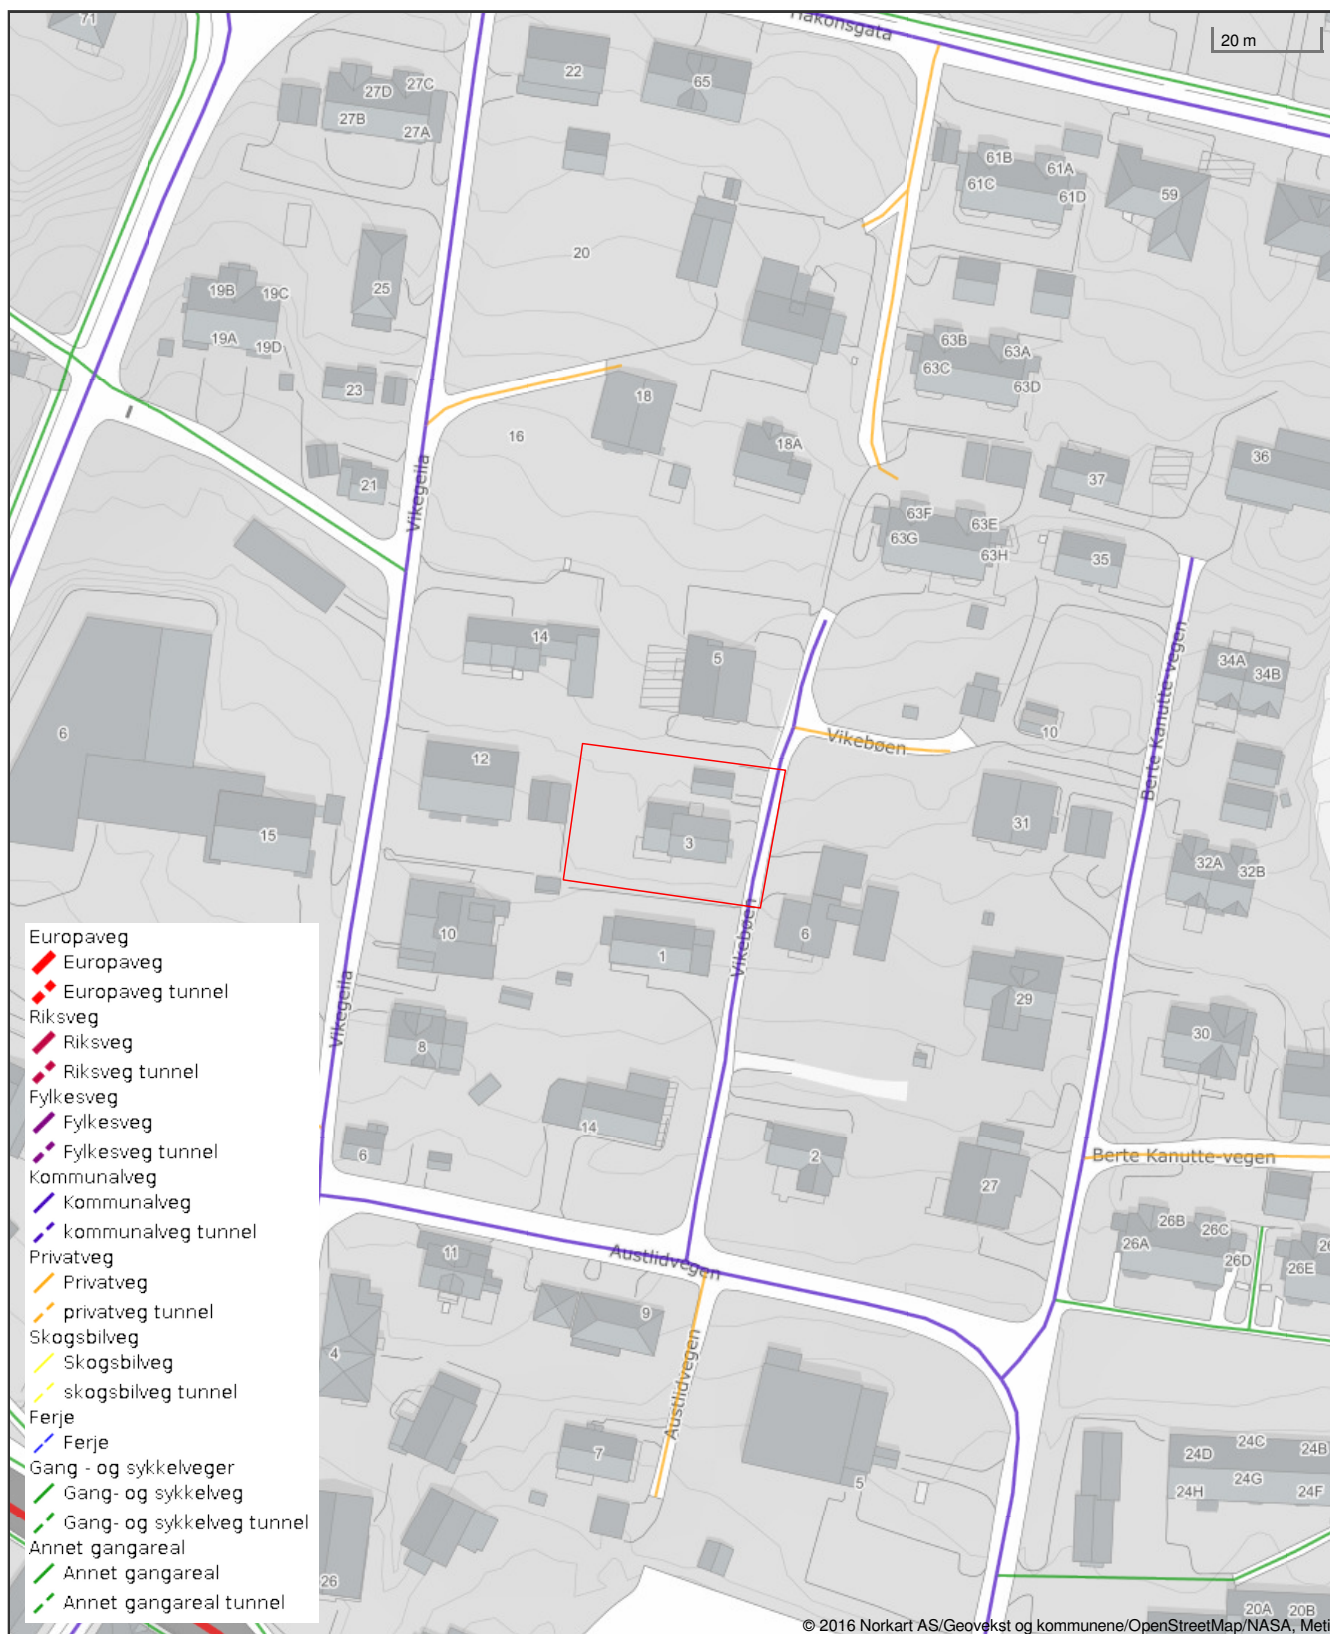 71
Håkonsgata
20 m
22
65
27D
27C
27B
27A
61B
61A
61C
61D
59
20
25
19B
19C
19A
19D
23
63B
63A
63C
63D
18
16
18A
21
Vikegeila
37
36
63F
63E
63G
63H
35
14
5
34A
34B
6
Vikebøen
10
Berte Kanutte-vegen
12
15
3
31
32A
32B
10
1
Vikebøen
6
29
Vikegeila
8
30
14
6
2
27
Berte Kanutte-vegen
26B
26C
26A
26D
26E
26
11
Austlidvegen
9
4
Austlidvegen
7
5
24D
24C
24B
24G
24H
24F
26
20A
20B
Europaveg
Europaveg
Europaveg tunnel
Riksveg
Riksveg
Riksveg tunnel
Fylkesveg
Fylkesveg
Fylkesveg tunnel
Kommunalveg
Kommunalveg
kommunalveg tunnel
Privatveg
Privatveg
privatveg tunnel
Skogsbilveg
Skogsbilveg
skogsbilveg tunnel
Ferje
Ferje
Gang - og sykkelveger
Gang- og sykkelveg
Gang- og sykkelveg tunnel
Annet gangareal
Annet gangareal
Annet gangareal tunnel
© 2016 Norkart AS/Geovekst og kommunene/OpenStreetMap/NASA, Meti